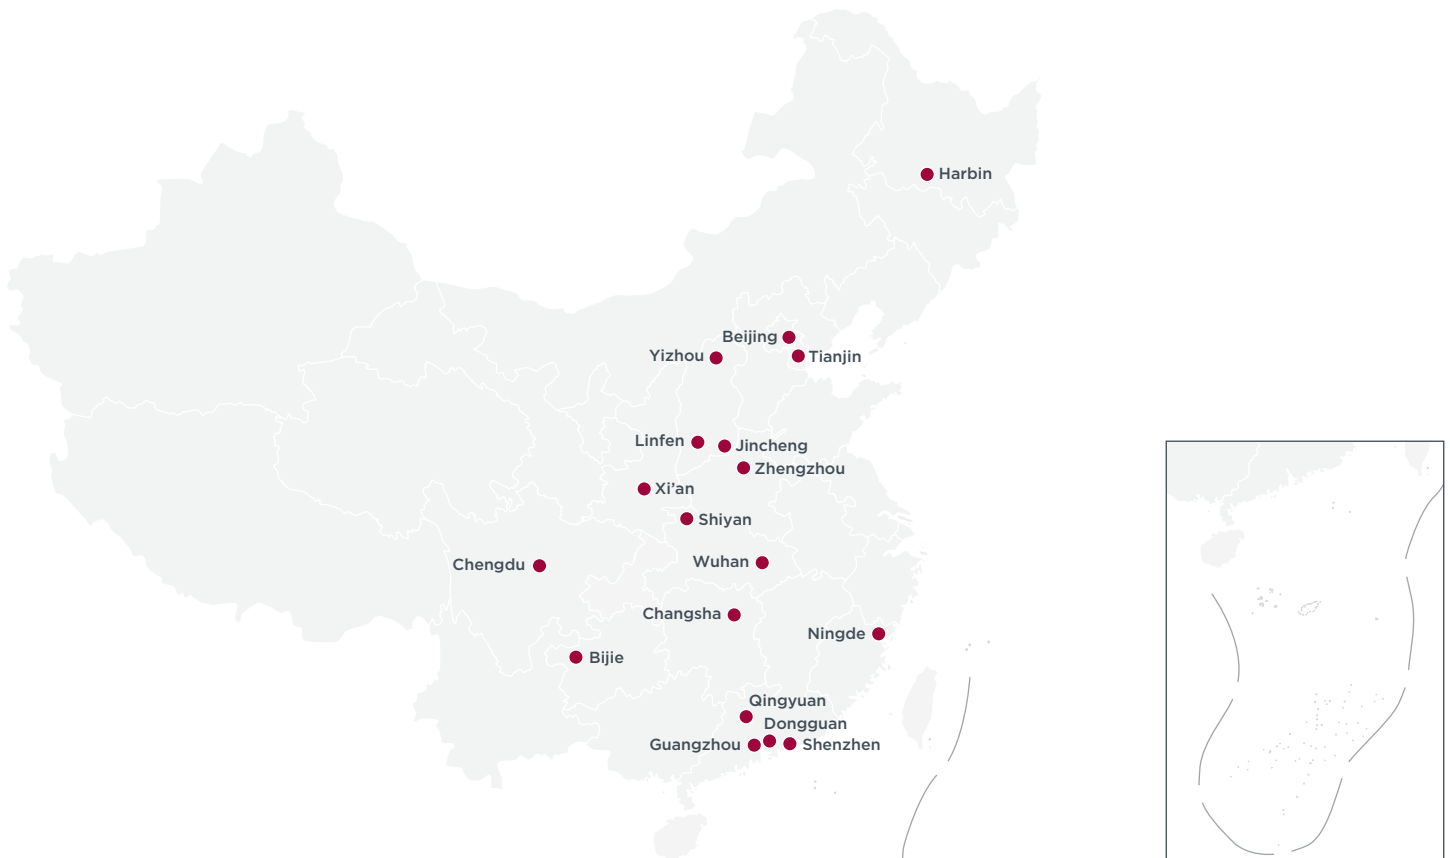 Harbin
Beijing
Yizhou
Tianjin
Linfen
Jincheng
Zhengzhou
Xi’an
Shiyan
Wuhan
Chengdu
Changsha
Ningde
Bijie
Qingyuan
Dongguan
Guangzhou
Shenzhen